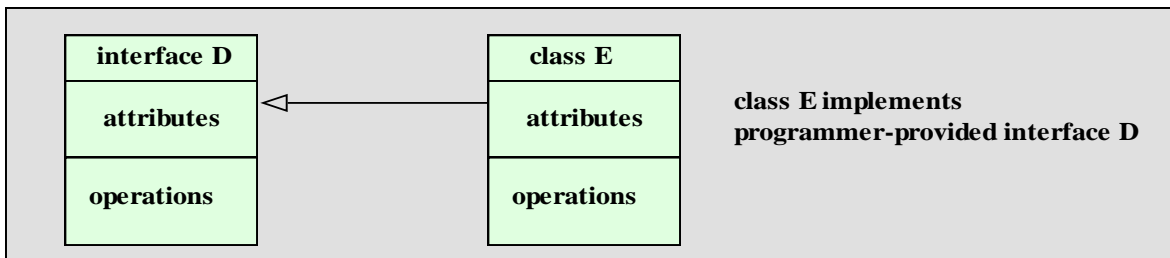 interface D
attributes
operations
class E
attributes
operations
class E implements
programmer-provided interface D